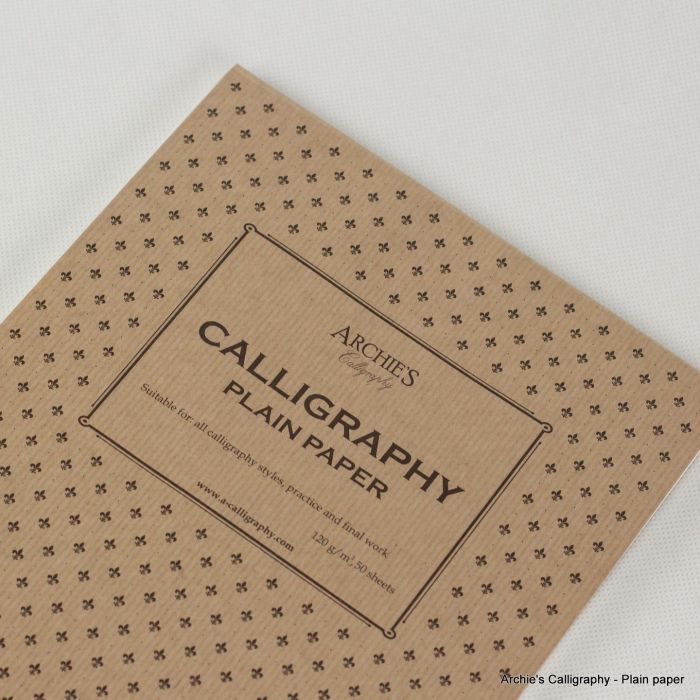 ARCHIE'S
Calligraphy
CALLIGRAPHY
PLAIN PAPER
Suitable for: all calligraphy styles, practice and final work
120 g/m², 50 sheets
www.a-calligraphy.com
Archie's Calligraphy - Plain paper